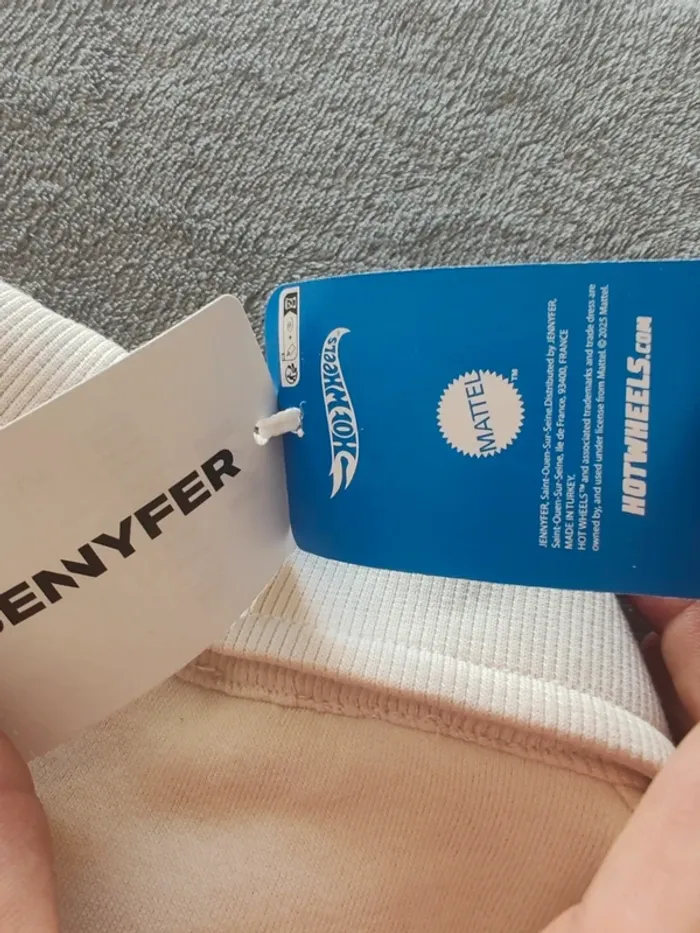 JENNYFER
HOT WHEELS
MATTEL™
JENNYFER, Saint-Ouen-Sur-Seine.Distributed by JENNYFER,
Saint-Ouen-Sur-Seine, Ile de France, 93400, FRANCE
MADE IN TURKEY.
HOT WHEELS™ and associated trademarks and trade dress are
owned by, and used under license from Mattel. © 2025 Mattel.
HOTWHEELS.COM